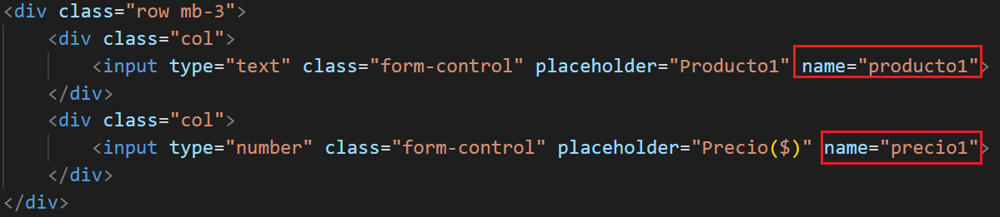 <div class="row mb-3">
<div class="col">
<input type="text" class="form-control" placeholder="Producto1" name="producto1">
</div>
<div class="col">
<input type="number" class="form-control" placeholder="Precio($)" name="precio1">
</div>
</div>